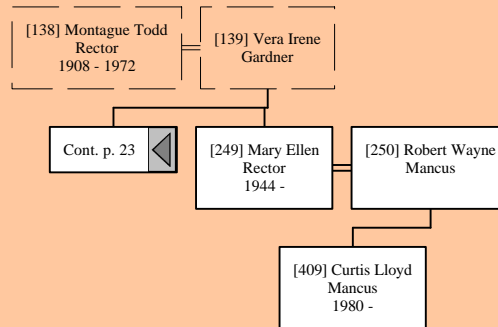 [138] Montague Todd
Rector
1908 - 1972
[139] Vera Irene
Gardner
Cont. p. 23
[249] Mary Ellen
Rector
1944 -
[250] Robert Wayne
Mancus
[409] Curtis Lloyd
Mancus
1980 -